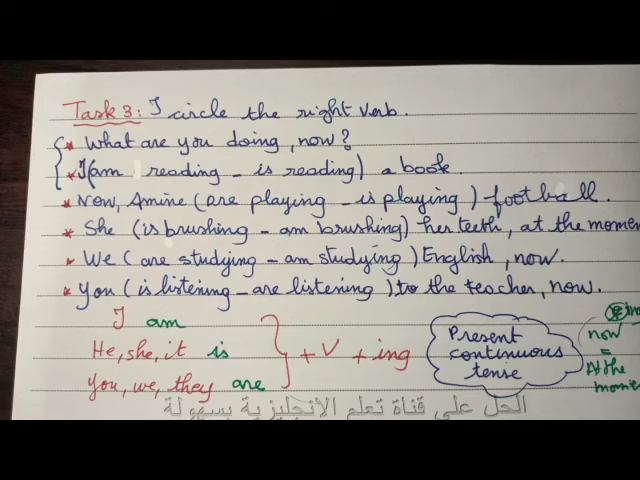 Task 3: I circle the right verb.
* What are you doing, now?
* I (am reading - is reading) a book.
* Now, Amine (are playing - is playing) football.
* She (is brushing - am brushing) her teeth, at the momen
* We (are studying - am studying) English, now.
* You (is listening - are listening) to the teacher, now.
I am
He, she, it is
You, we, they are
+ V + ing
Present
continuous
tense
now
=
At the
momen
الحل على قناة تعلم الانجليزية بسهولة